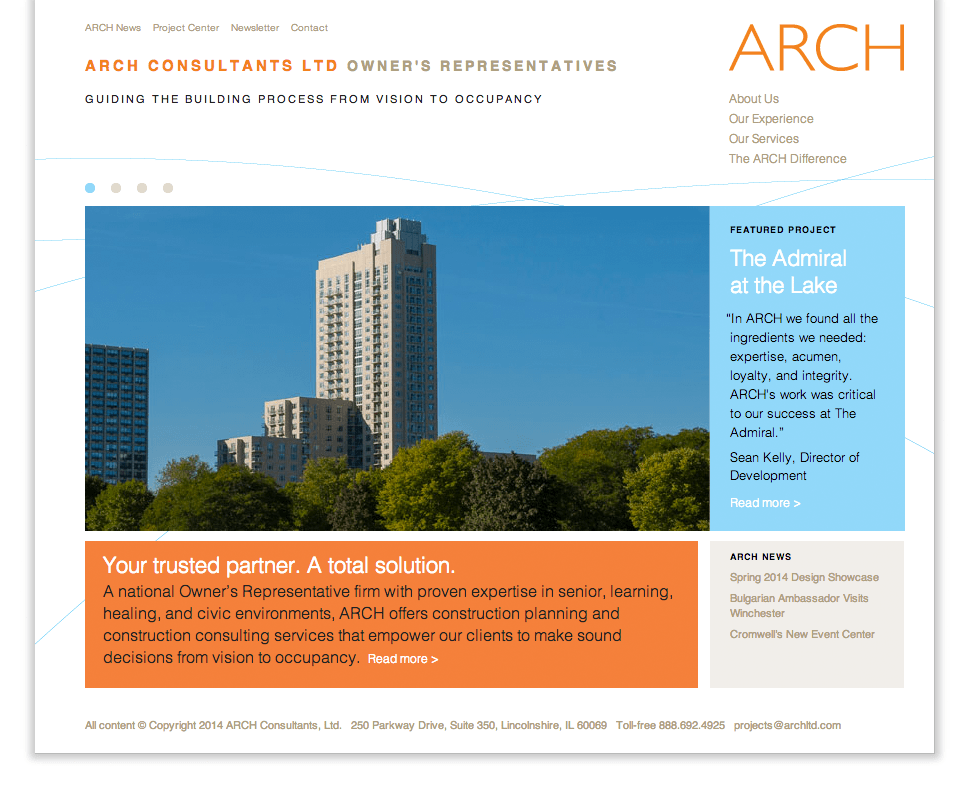 ARCH News Project Center Newsletter Contact
ARCH
ARCH CONSULTANTS LTD OWNER'S REPRESENTATIVES
GUIDING THE BUILDING PROCESS FROM VISION TO OCCUPANCY
About Us
Our Experience
Our Services
The ARCH Difference
FEATURED PROJECT
The Admiral
at the Lake
"In ARCH we found all the
ingredients we needed:
expertise, acumen,
loyalty, and integrity.
ARCH's work was critical
to our success at The
Admiral."
Sean Kelly, Director of
Development
Read more >
Your trusted partner. A total solution.
A national Owner's Representative firm with proven expertise in senior, learning,
healing, and civic environments, ARCH offers construction planning and
construction consulting services that empower our clients to make sound
decisions from vision to occupancy. Read more >
ARCH NEWS
Spring 2014 Design Showcase
Bulgarian Ambassador Visits
Winchester
Cromwell's New Event Center
All content © Copyright 2014 ARCH Consultants, Ltd. 250 Parkway Drive, Suite 350, Lincolnshire, IL 60069 Toll-free 888.692.4925 projects@archltd.com